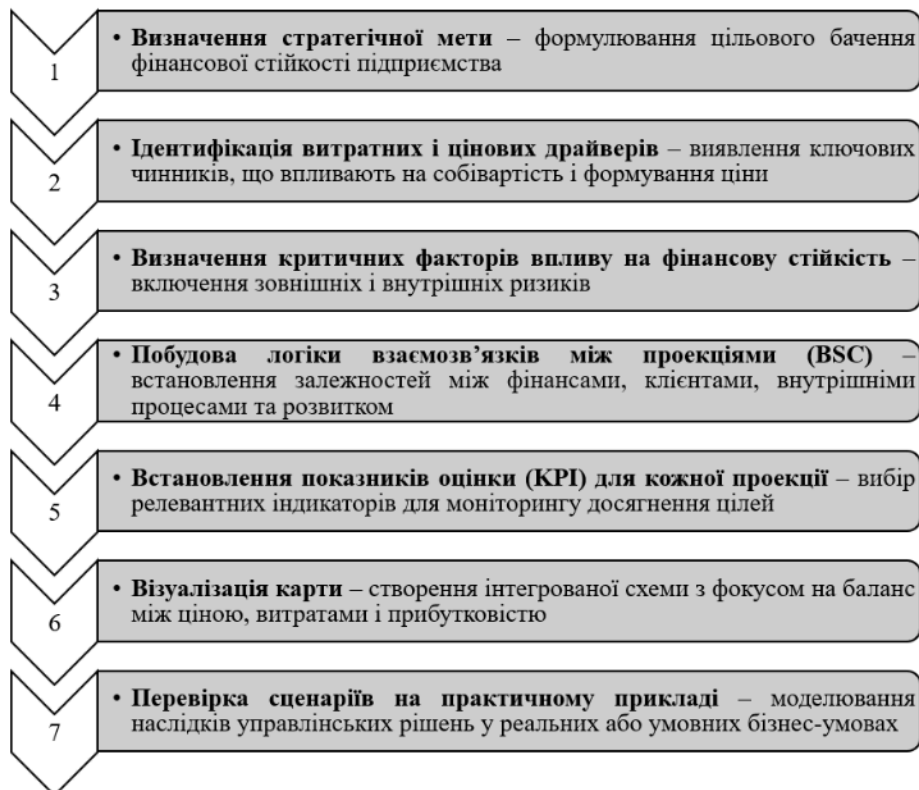 1
• Визначення стратегічної мети – формулювання цільового бачення
фінансової стійкості підприємства
2
• Ідентифікація витратних і цінових драйверів – виявлення ключових
чинників, що впливають на собівартість і формування ціни
3
• Визначення критичних факторів впливу на фінансову стійкість –
включення зовнішніх і внутрішніх ризиків
4
• Побудова логіки взаємозв’язків між проекціями (BSC) –
встановлення залежностей між фінансами, клієнтами, внутрішніми
процесами та розвитком
5
• Встановлення показників оцінки (KPI) для кожної проекції – вибір
релевантних індикаторів для моніторингу досягнення цілей
6
• Візуалізація карти – створення інтегрованої схеми з фокусом на баланс
між ціною, витратами і прибутковістю
7
• Перевірка сценаріїв на практичному прикладі – моделювання
наслідків управлінських рішень у реальних або умовних бізнес-умовах